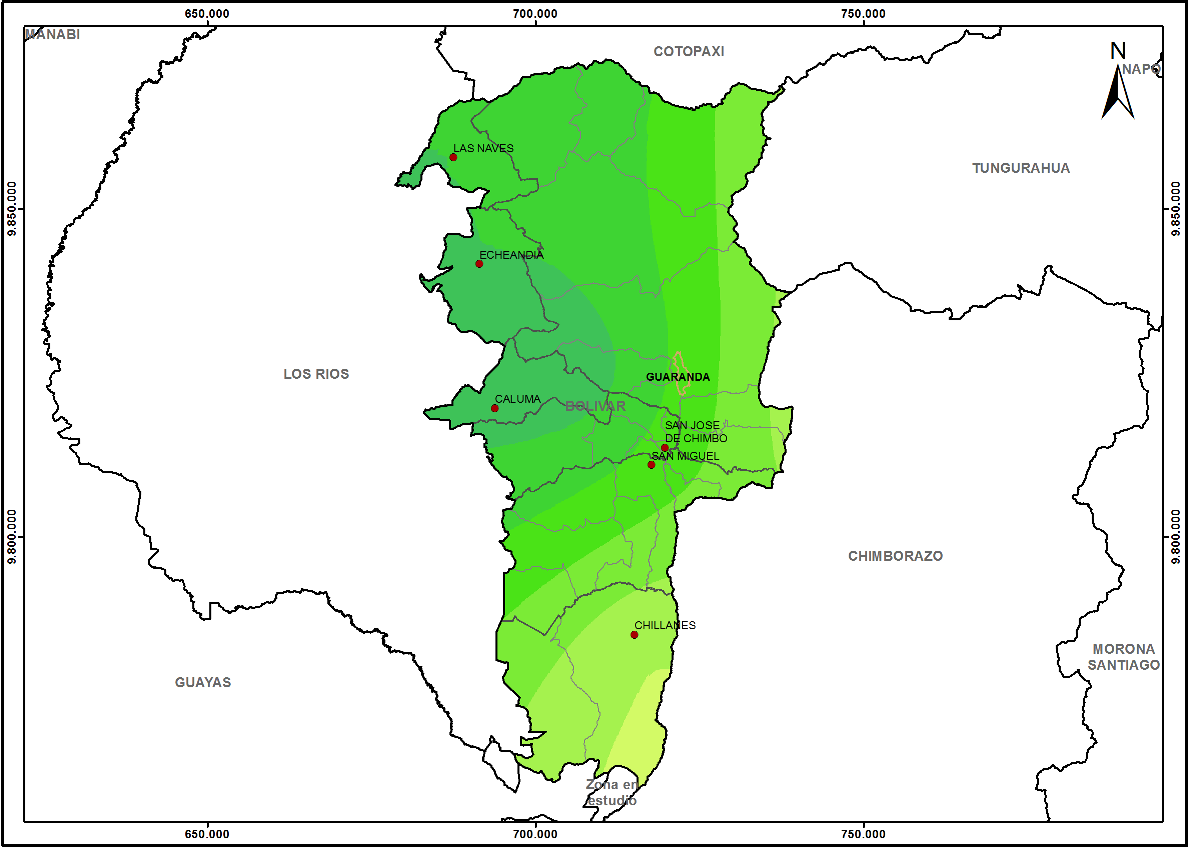 650.000
700.000
750.000
MANABI
COTOPAXI
N
NAPO
LAS NAVES
TUNGURAHUA
9.850.000
9.850.000
ECHEANDIA
LOS RIOS
GUARANDA
CALUMA
BOLIVAR
SAN JOSE
DE CHIMBO
SAN MIGUEL
9.800.000
9.800.000
CHIMBORAZO
CHILLANES
MORONA
SANTIAGO
GUAYAS
Zona en
estudio
650.000
700.000
750.000